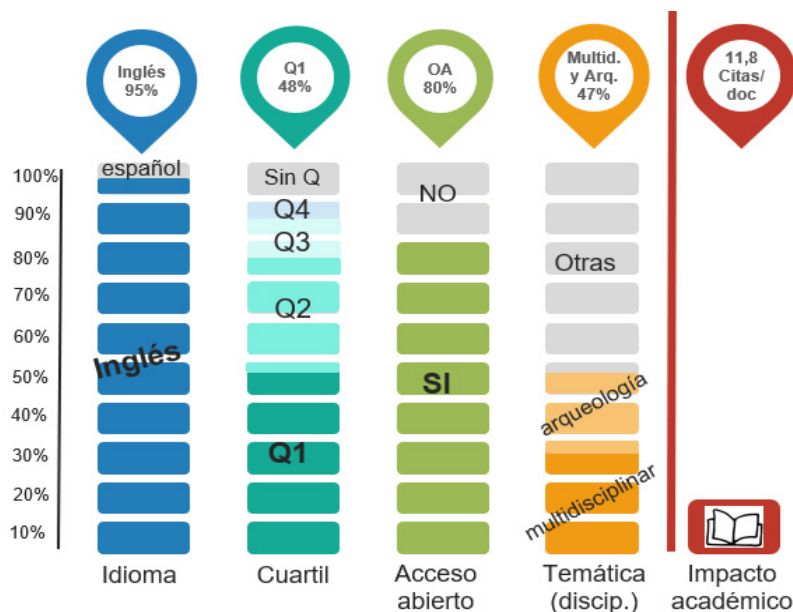 Inglés
95%
Q1
48%
OA
80%
Multid.
y Arq.
47%
11,8
Citas/
doc
100%
90%
80%
70%
60%
50%
40%
30%
20%
10%
español
Inglés
Sin Q
Q4
Q3
Q2
Q1
NO
SI
Otras
arqueología
multidisciplinar
Idioma
Cuartil
Acceso
abierto
Temática
(discip.)
Impacto
académico